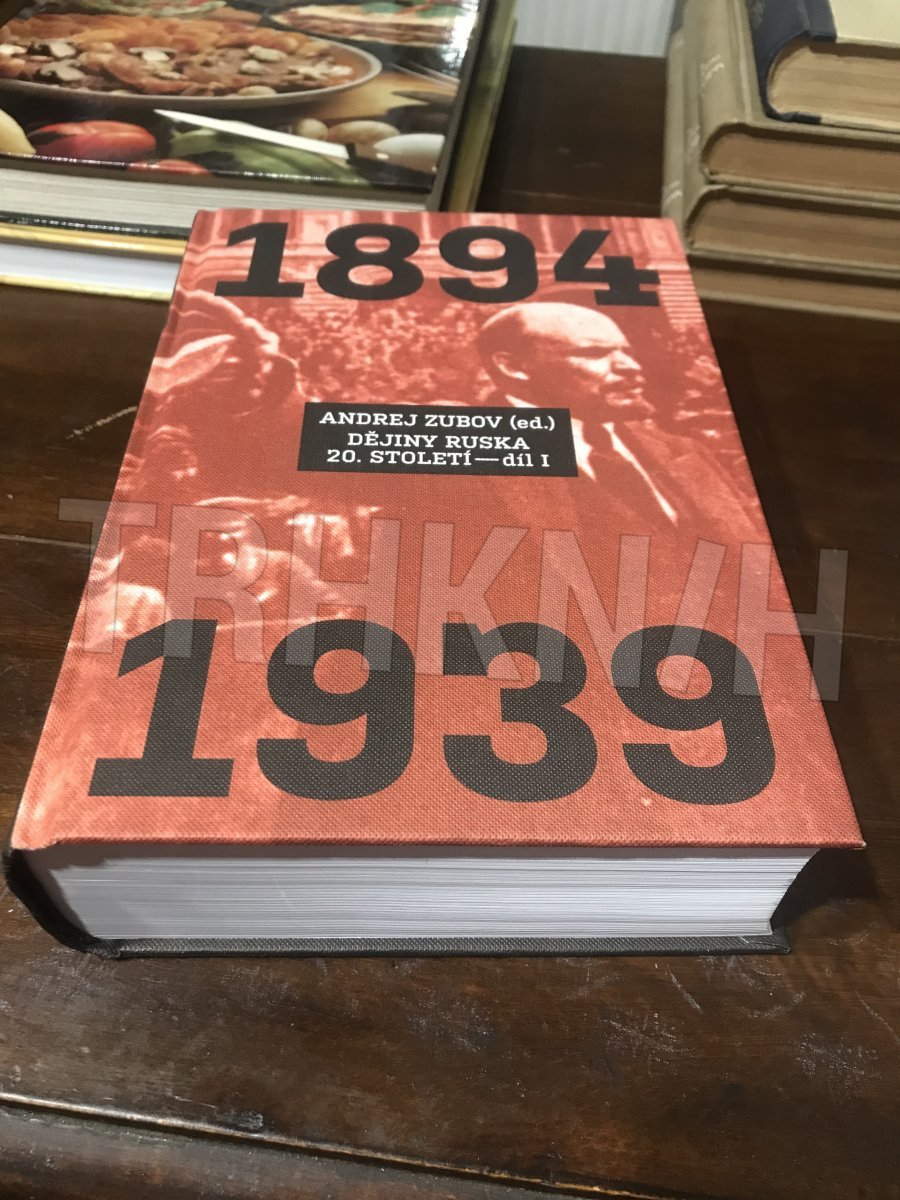 1894
ANDREJ ZUBOV (ed.)
DĚJINY RUSKA
20. STOLETÍ — díl I
TRHKNIH
1939